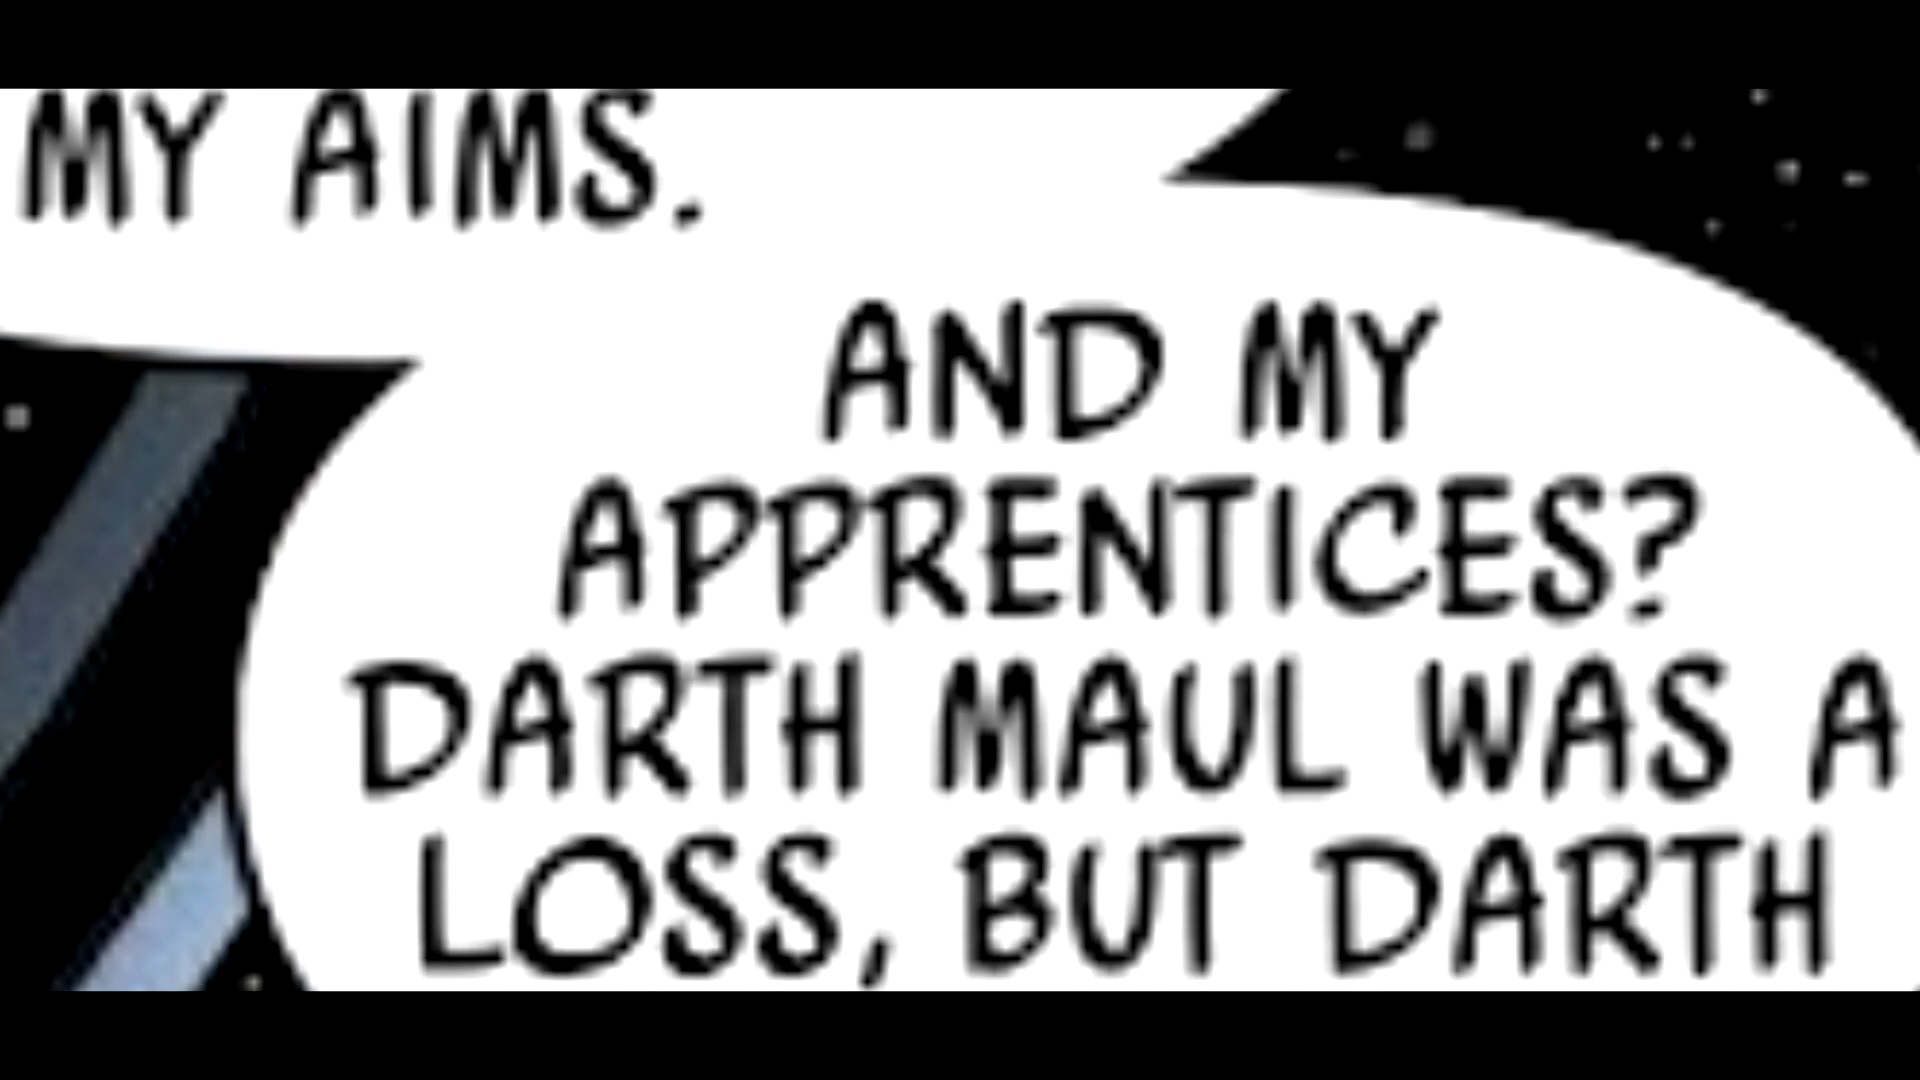 MY AIMS.
AND MY
APPRENTICES?
DARTH MAUL WAS A
LOSS, BUT DARTH